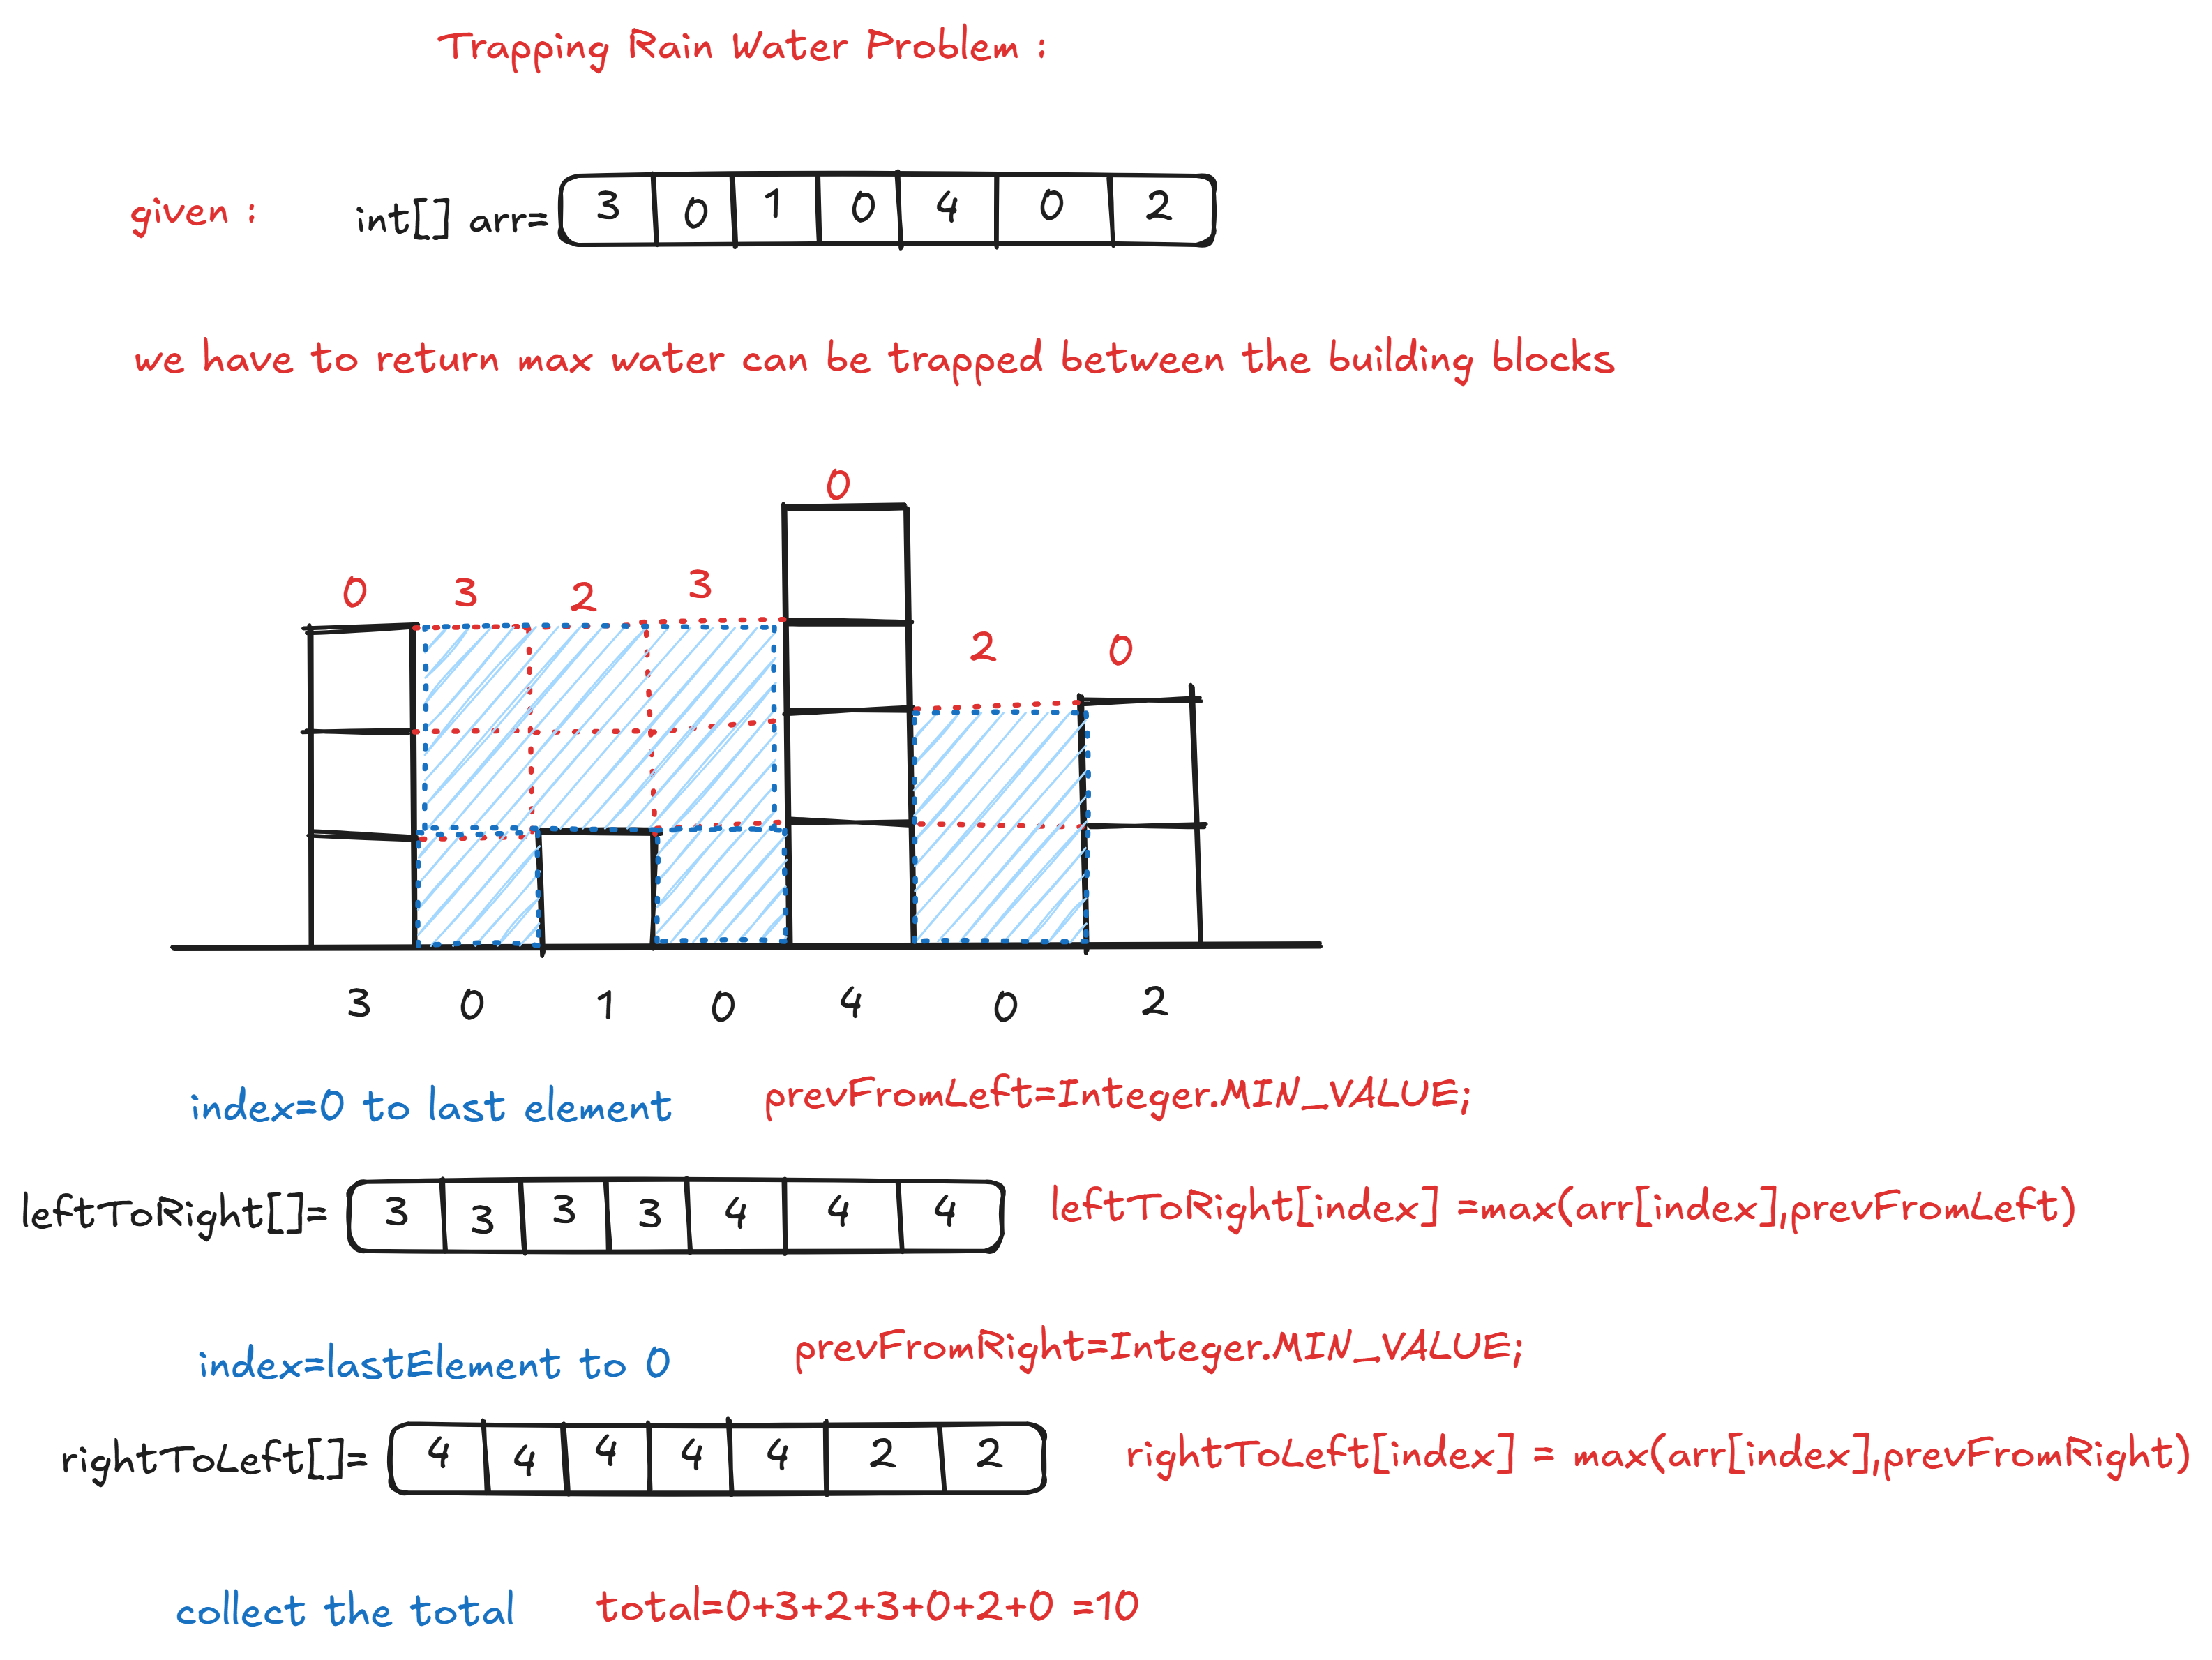 Trapping Rain Water Problem :
given : int[] arr= 3 0 1 0 4 0 2
we have to return max water can be trapped between the building blocks
0
0 3 2 3
2 0
3 0 1 0 4 0 2
index=0 to last element prevFromLeft=Integer.MIN_VALUE;
leftToRight[]= 3 3 3 3 4 4 4 leftToRight[index] =max(arr[index],prevFromLeft)
index=lastElement to 0 prevFromRight=Integer.MIN_VALUE;
rightToLeft[]= 4 4 4 4 4 2 2 rightToLeft[index] = max(arr[index],prevFromRight)
collect the total total=0+3+2+3+0+2+0 =10